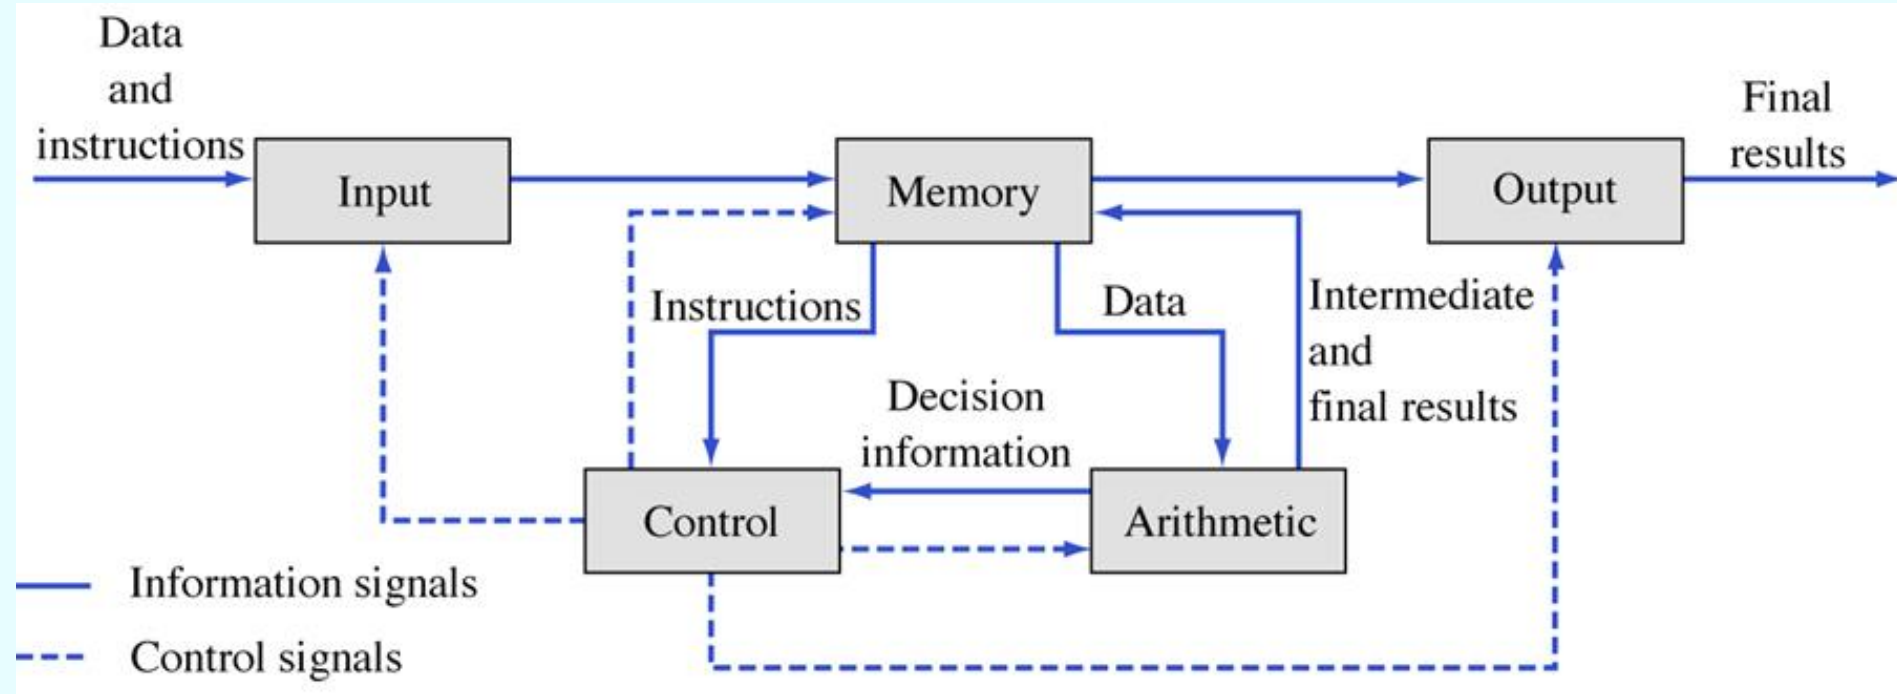 Data
and
instructions
Input
Memory
Output
Final
results
Instructions
Data
Intermediate
and
final results
Decision
information
Control
Arithmetic
Information signals
Control signals